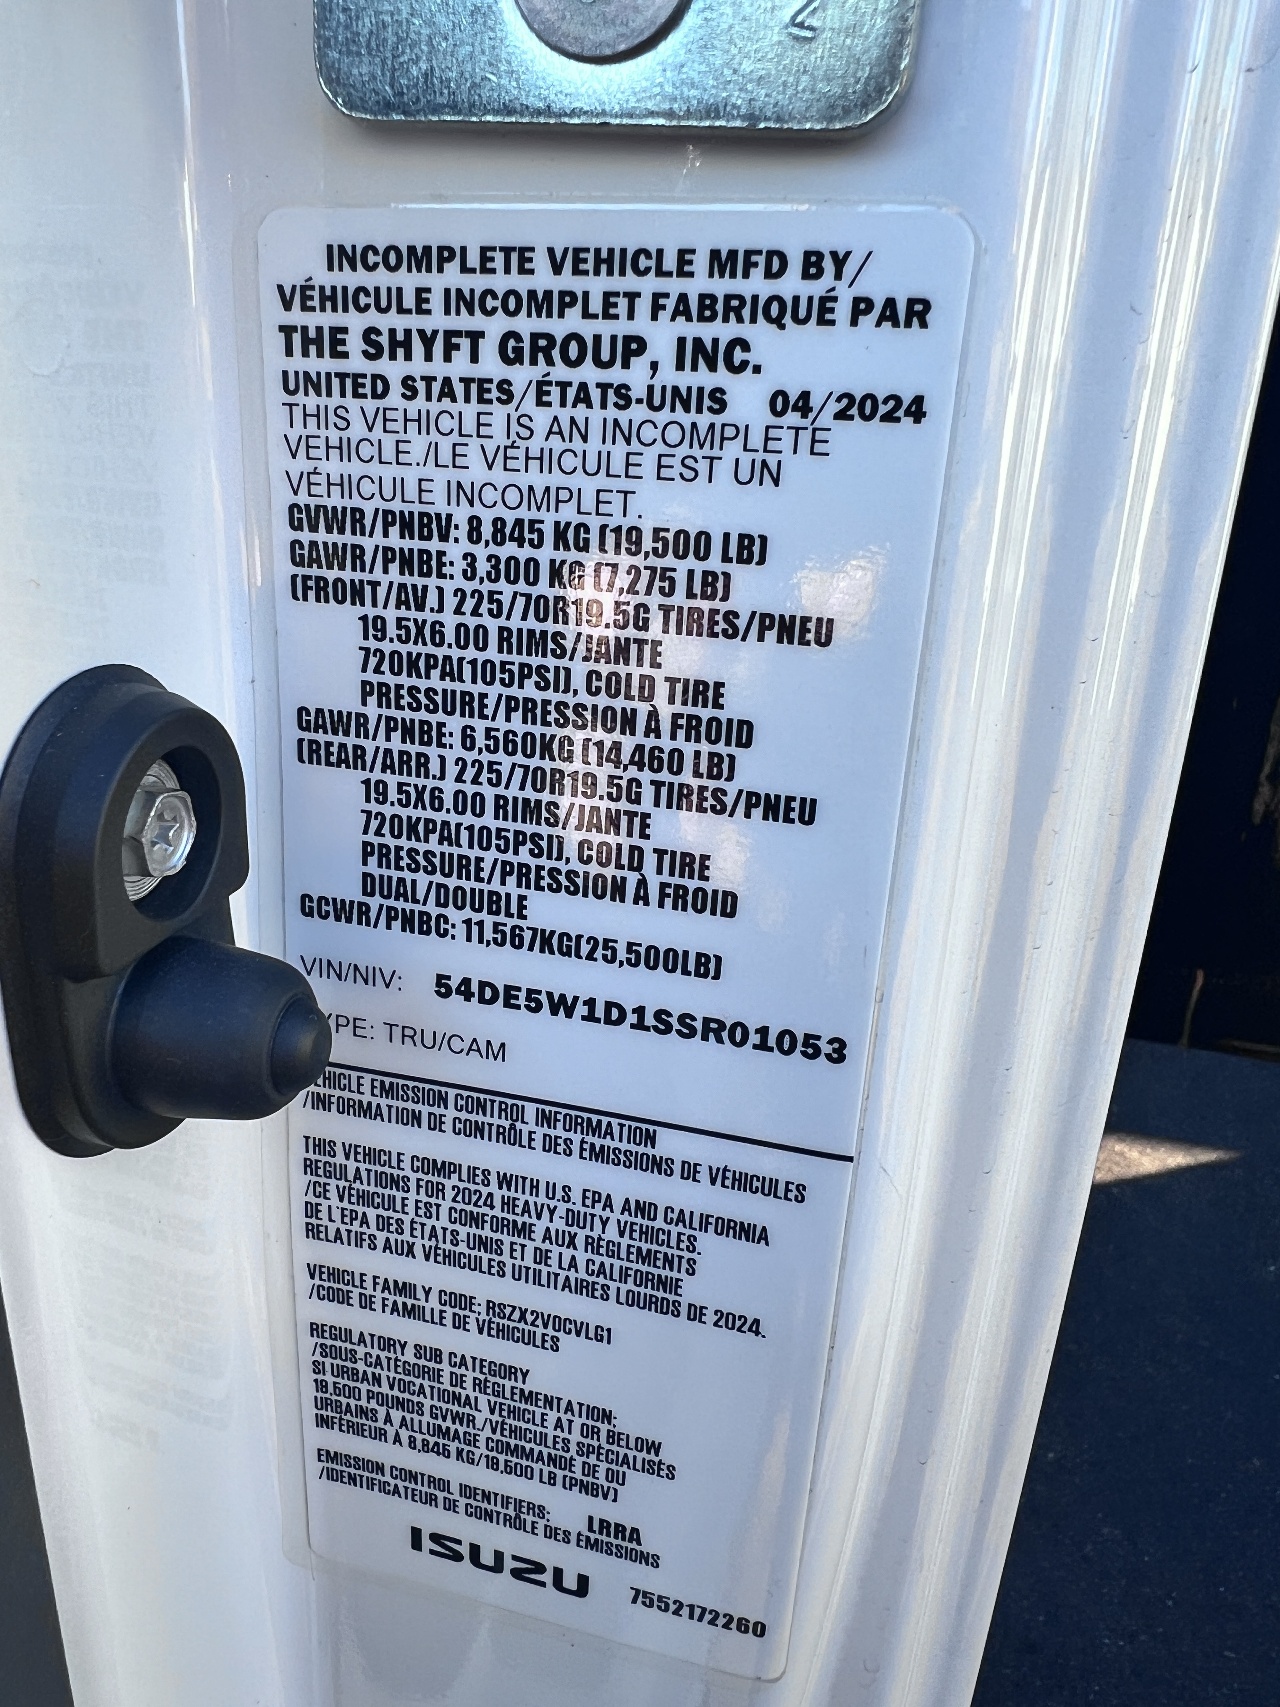 INCOMPLETE VEHICLE MFD BY/
VÉHICULE INCOMPLET FABRIQUÉ PAR
THE SHYFT GROUP, INC.
UNITED STATES/ÉTATS-UNIS 04/2024
THIS VEHICLE IS AN INCOMPLETE
VEHICLE./LE VÉHICULE EST UN
VÉHICULE INCOMPLET.
GVWR/PNBV: 8,845 KG (19,500 LB)
GAWR/PNBE: 3,300 KG (7,275 LB)
(FRONT/AV.) 225/70R19.5G TIRES/PNEU
19.5X6.00 RIMS/JANTE
720KPA(105PSI), COLD TIRE
PRESSURE/PRESSION À FROID
GAWR/PNBE: 6,560KG (14,460 LB)
(REAR/ARR.) 225/70R19.5G TIRES/PNEU
19.5X6.00 RIMS/JANTE
720KPA(105PSI), COLD TIRE
PRESSURE/PRESSION À FROID
DUAL/DOUBLE
GCWR/PNBC: 11,567KG(25,500LB)
VIN/NIV: 54DE5W1D1SSR01053
YPE: TRU/CAM
EHICLE EMISSION CONTROL INFORMATION
/INFORMATION DE CONTRÔLE DES ÉMISSIONS DE VÉHICULES
THIS VEHICLE COMPLIES WITH U.S. EPA AND CALIFORNIA
REGULATIONS FOR 2024 HEAVY-DUTY VEHICLES.
/CE VÉHICULE EST CONFORME AUX RÈGLEMENTS
DE L'EPA DES ÉTATS-UNIS ET DE LA CALIFORNIE
RELATIFS AUX VÉHICULES UTILITAIRES LOURDS DE 2024.
VEHICLE FAMILY CODE: RSZX2VOCVLG1
/CODE DE FAMILLE DE VÉHICULES
REGULATORY SUB CATEGORY
/SOUS-CATÉGORIE DE RÉGLEMENTATION:
SI URBAN VOCATIONAL VEHICLE AT OR BELOW
19,500 POUNDS GVWR./VÉHICULES SPÉCIALISÉS
URBAINS À ALLUMAGE COMMANDÉ DE OU
INFÉRIEUR À 8,845 KG/19,500 LB (PNBV)
EMISSION CONTROL IDENTIFIERS: LRRA
/IDENTIFICATEUR DE CONTRÔLE DES ÉMISSIONS
ISUZU 7552172260